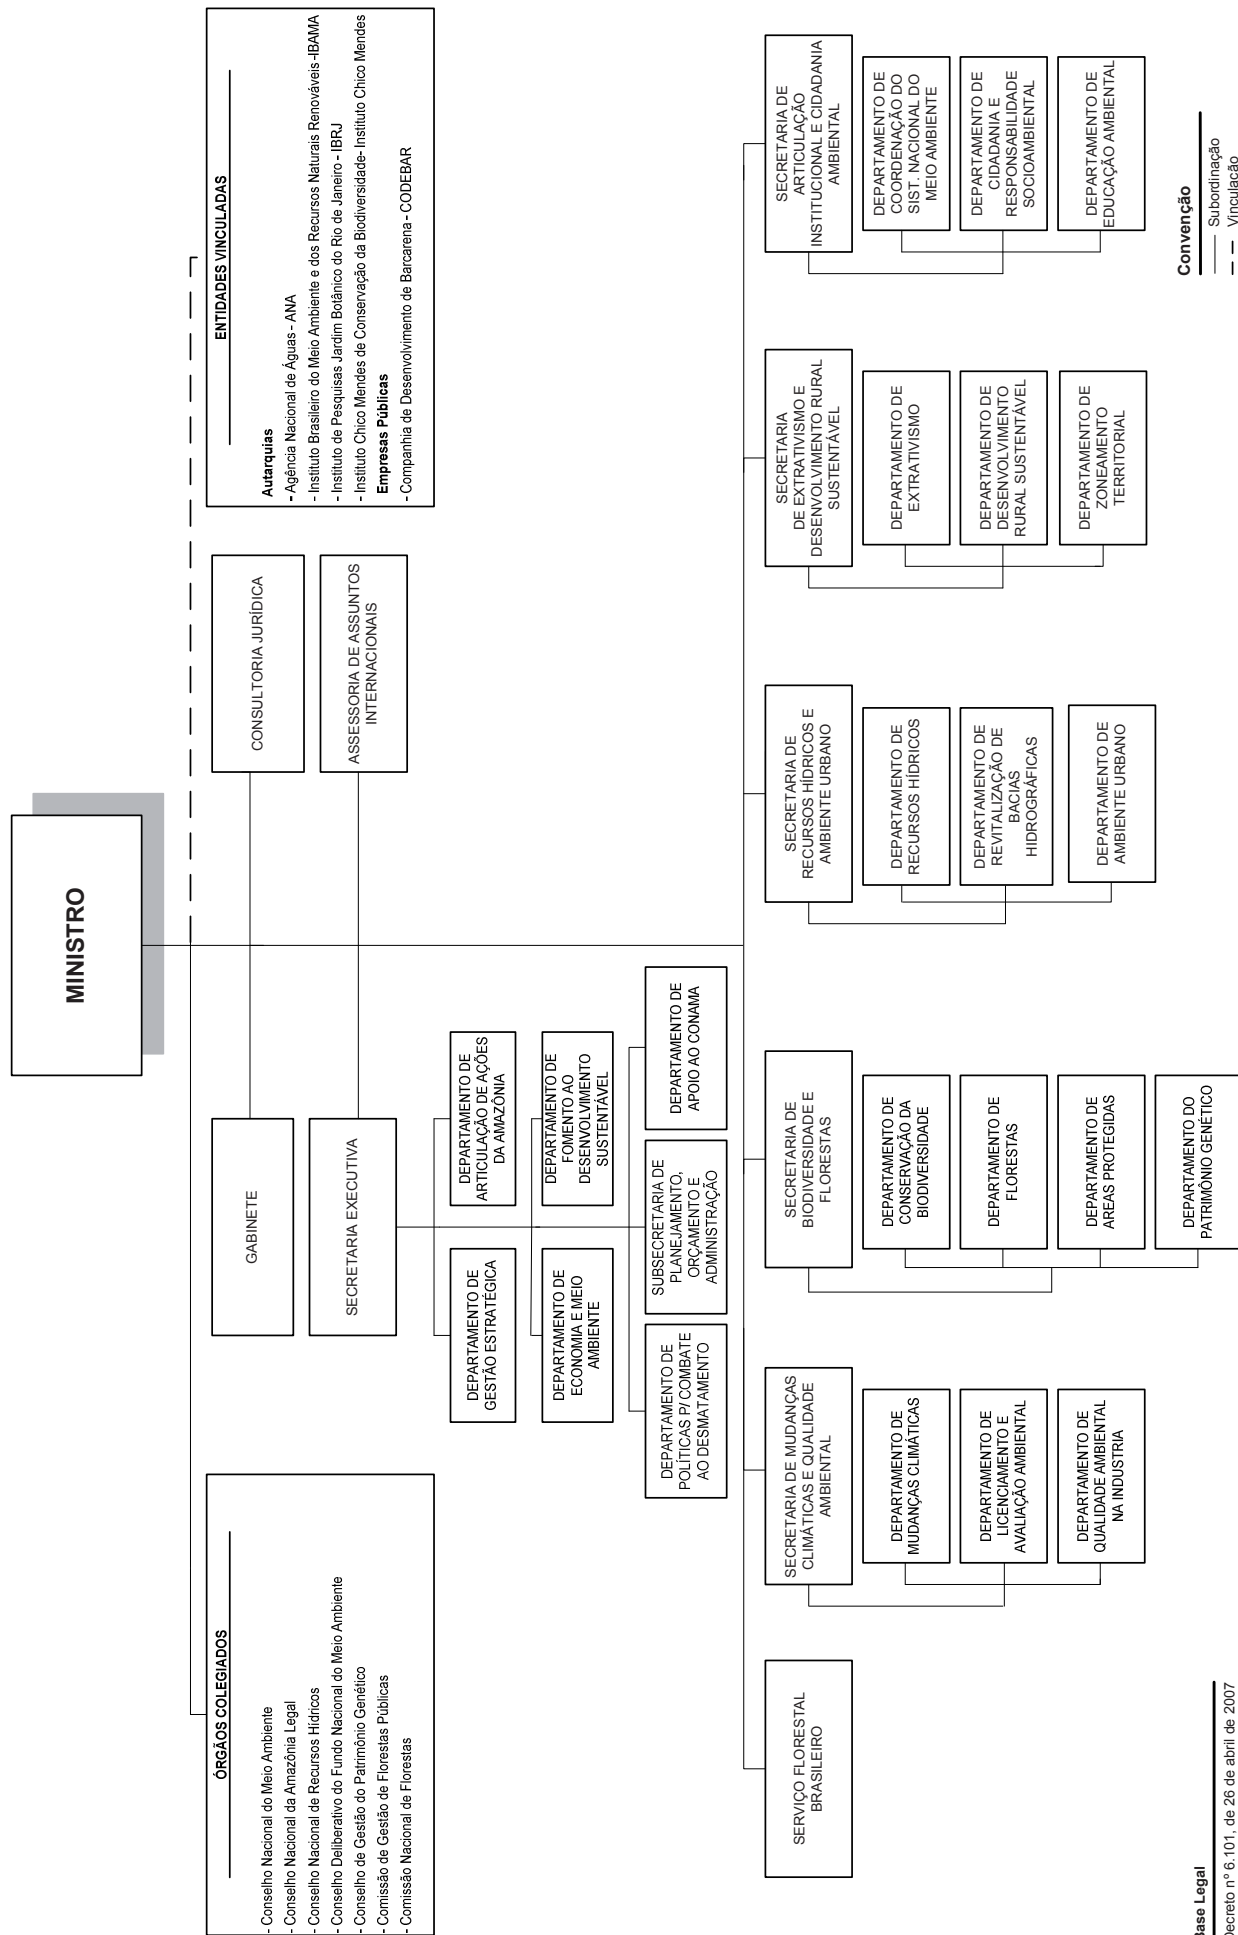 MINISTRO
ÓRGÃOS COLEGIADOS
- Conselho Nacional do Meio Ambiente
- Conselho Nacional da Amazônia Legal
- Conselho Nacional de Recursos Hídricos
- Conselho Deliberativo do Fundo Nacional do Meio Ambiente
- Conselho de Gestão do Patrimônio Genético
- Comissão de Gestão de Florestas Públicas
- Comissão Nacional de Florestas
GABINETE
CONSULTORIA JURÍDICA
SECRETARIA EXECUTIVA
ASSESSORIA DE ASSUNTOS
INTERNACIONAIS
ENTIDADES VINCULADAS
Autarquias
- Agência Nacional de Águas - ANA
- Instituto Brasileiro do Meio Ambiente e dos Recursos Naturais Renováveis -IBAMA
- Instituto de Pesquisas Jardim Botânico do Rio de Janeiro - IBRJ
- Instituto Chico Mendes de Conservação da Biodiversidade- Instituto Chico Mendes
Empresas Públicas
- Companhia de Desenvolvimento de Barcarena - CODEBAR
DEPARTAMENTO DE
GESTÃO ESTRATÉGICA
DEPARTAMENTO DE
ARTICULAÇÃO DE AÇÕES
DA AMAZÔNIA
DEPARTAMENTO DE
ECONOMIA E MEIO
AMBIENTE
DEPARTAMENTO DE
FOMENTO AO
DESENVOLVIMENTO
SUSTENTÁVEL
DEPARTAMENTO DE
POLÍTICAS P/ COMBATE
AO DESMATAMENTO
SUBSECRETARIA DE
PLANEJAMENTO,
ORÇAMENTO E
ADMINISTRAÇÃO
DEPARTAMENTO DE
APOIO AO CONAMA
SERVIÇO FLORESTAL
BRASILEIRO
SECRETARIA DE MUDANÇAS
CLIMÁTICAS E QUALIDADE
AMBIENTAL
DEPARTAMENTO DE
MUDANÇAS CLIMÁTICAS
DEPARTAMENTO DE
LICENCIAMENTO E
AVALIAÇÃO AMBIENTAL
DEPARTAMENTO DE
QUALIDADE AMBIENTAL
NA INDUSTRIA
SECRETARIA DE
BIODIVERSIDADE E
FLORESTAS
DEPARTAMENTO DE
CONSERVAÇÃO DA
BIODIVERSIDADE
DEPARTAMENTO DE
FLORESTAS
DEPARTAMENTO DE
AREAS PROTEGIDAS
DEPARTAMENTO DO
PATRIMÔNIO GENÉTICO
SECRETARIA DE
RECURSOS HÍDRICOS E
AMBIENTE URBANO
DEPARTAMENTO DE
RECURSOS HÍDRICOS
DEPARTAMENTO DE
REVITALIZAÇÃO DE
BACIAS
HIDROGRÁFICAS
DEPARTAMENTO DE
AMBIENTE URBANO
SECRETARIA
DE EXTRATIVISMO E
DESENVOLVIMENTO RURAL
SUSTENTÁVEL
DEPARTAMENTO DE
EXTRATIVISMO
DEPARTAMENTO DE
DESENVOLVIMENTO
RURAL SUSTENTÁVEL
DEPARTAMENTO DE
ZONEAMENTO
TERRITORIAL
SECRETARIA DE
ARTICULAÇÃO
INSTITUCIONAL E CIDADANIA
AMBIENTAL
DEPARTAMENTO DE
COORDENAÇÃO DO
SIST. NACIONAL DO
MEIO AMBIENTE
DEPARTAMENTO DE
CIDADANIA E
RESPONSABILIDADE
SOCIOAMBIENTAL
DEPARTAMENTO DE
EDUCAÇÃO AMBIENTAL
Base Legal
Decreto nº 6.101, de 26 de abril de 2007
Convenção
Subordinação
Vinculação